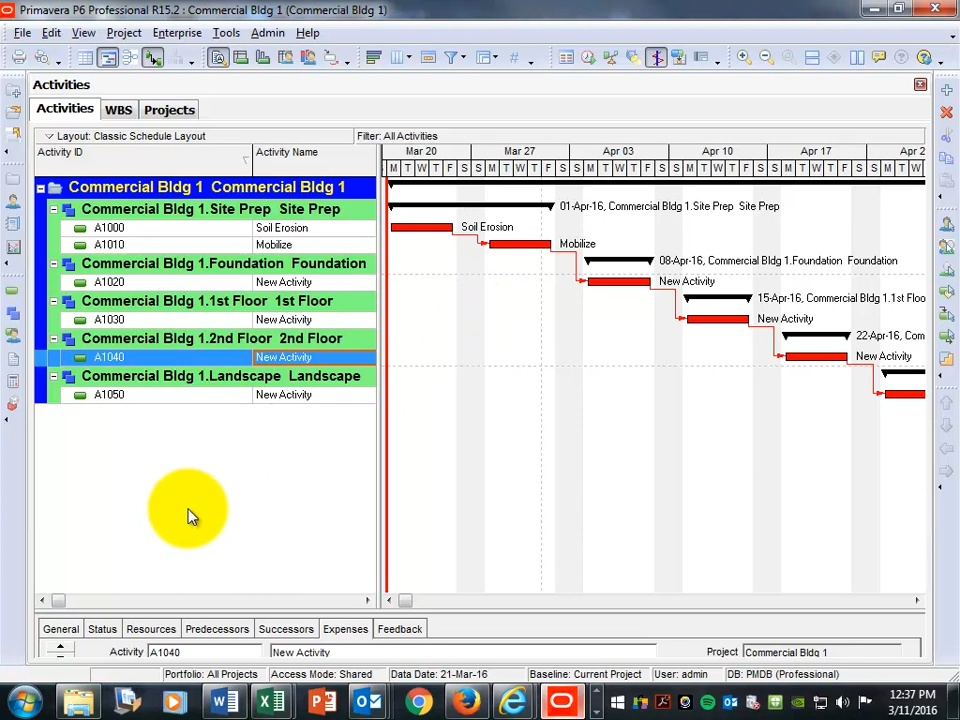 Primavera P6 Professional R15.2 : Commercial Bldg 1 (Commercial Bldg 1)
File Edit View Project Enterprise Tools Admin Help
Activities
Activities WBS Projects
Layout: Classic Schedule Layout Filter: All Activities
Activity ID Activity Name Mar 20 Mar 27 Apr 03 Apr 10 Apr 17 Apr 2
M T W T F S S M T W T F S S M T W T F S S M T W T F S S M T W T F S S M T W
Commercial Bldg 1 Commercial Bldg 1
Commercial Bldg 1.Site Prep Site Prep 01-Apr-16, Commercial Bldg 1.Site Prep Site Prep
A1000 Soil Erosion Soil Erosion
A1010 Mobilize Mobilize
Commercial Bldg 1.Foundation Foundation 08-Apr-16, Commercial Bldg 1.Foundation Foundation
A1020 New Activity New Activity
Commercial Bldg 1.1st Floor 1st Floor 15-Apr-16, Commercial Bldg 1.1st Floo
A1030 New Activity New Activity
Commercial Bldg 1.2nd Floor 2nd Floor 22-Apr-16, Com
A1040 New Activity New Activity
Commercial Bldg 1.Landscape Landscape
A1050 New Activity
General Status Resources Predecessors Successors Expenses Feedback
Activity A1040 New Activity Project Commercial Bldg 1
Portfolio: All Projects Access Mode: Shared Data Date: 21-Mar-16 Baseline: Current Project User: admin DB: PMDB (Professional)
12:37 PM
3/11/2016